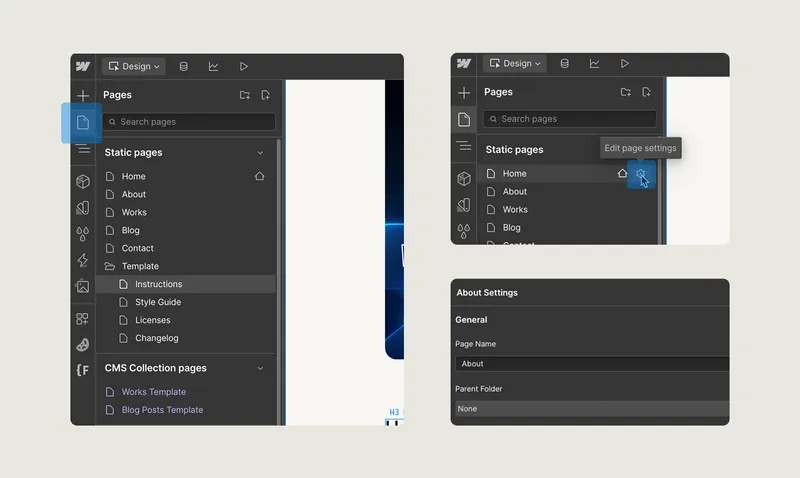 Design
Pages
Search pages
Static pages
Home
About
Works
Blog
Contact
Template
Instructions
Style Guide
Licenses
Changelog
CMS Collection pages
Works Template
Blog Posts Template
{F
H3
Design
Pages
Search pages
Static pages
Edit page settings
Home
About
Works
Blog
Contact
About Settings
General
Page Name
About
Parent Folder
None